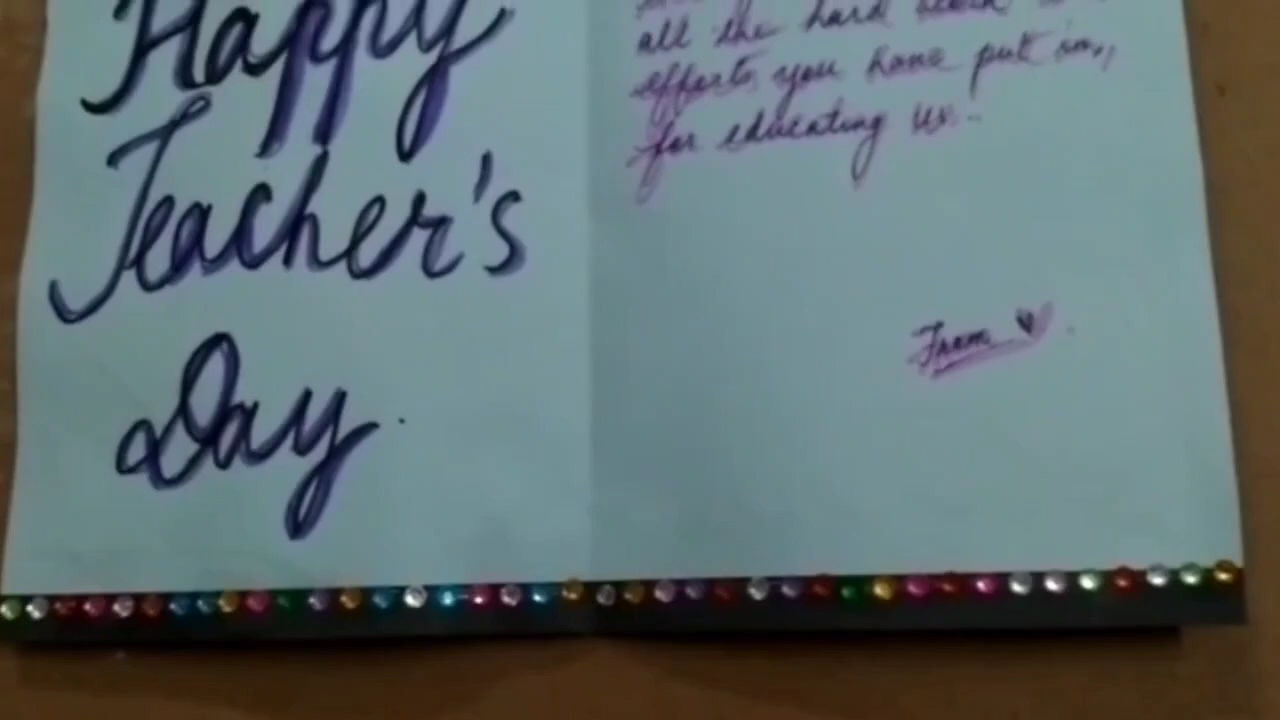 Happy
Teacher's
Day.
all the hard work
efforts you have put in,
for educating us..
From